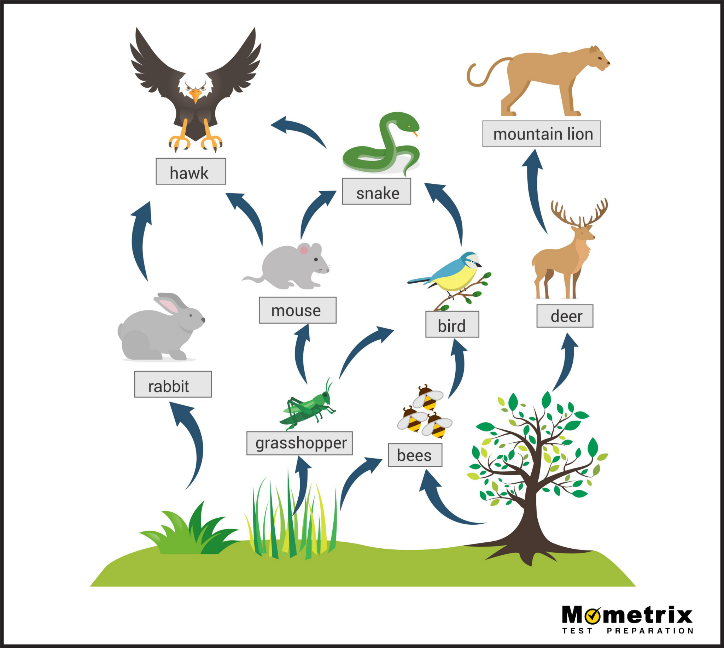 hawk
snake
mountain lion
mouse
bird
deer
rabbit
grasshopper
bees
Mometrix
TEST PREPARATION